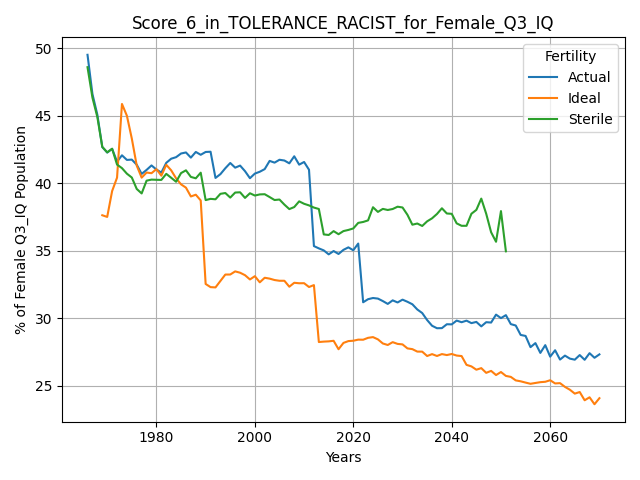 Score_6_in_TOLERANCE_RACIST_for_Female_Q3_IQ
% of Female Q3_IQ Population
50
45
40
35
30
25
Fertility
Actual
Ideal
Sterile
1980
2000
2020
2040
2060
Years